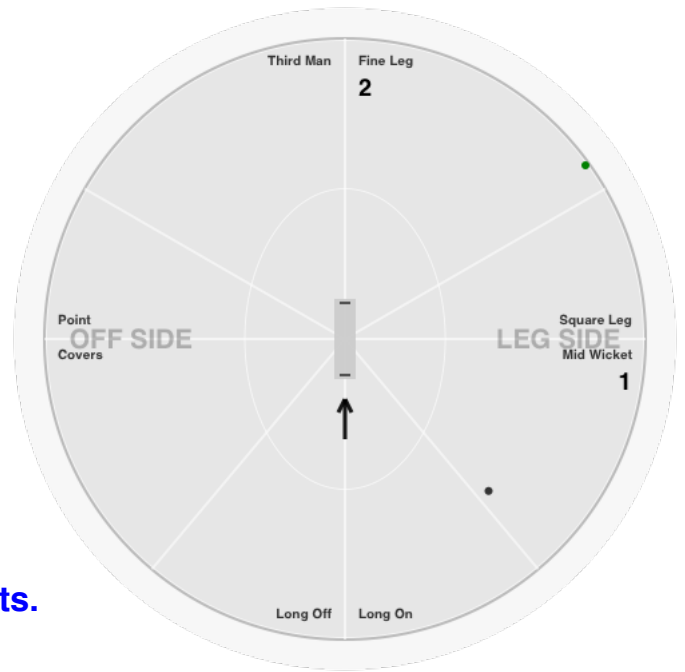 Third Man Fine Leg
2
Point Square Leg
OFF SIDE LEG SIDE
Covers Mid Wicket
1
ts.
Long Off Long On